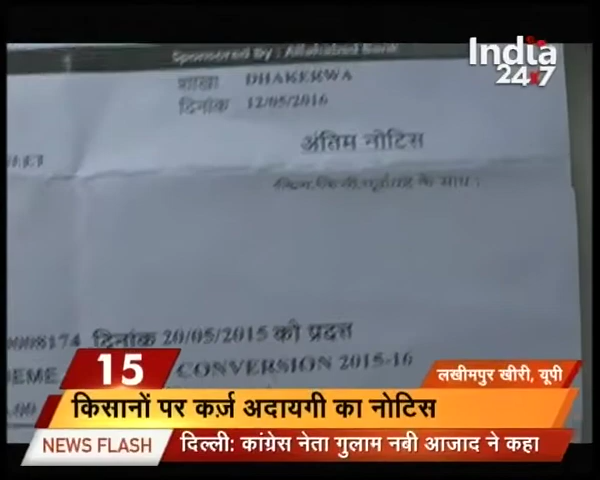 India
24x7
Sponsored By : Allahabad Bank
शाखा DHAKERWA
दिनांक 12/05/2016
अंतिम नोटिस
के साथ :
0008174 दिनांक 20/05/2015 को प्रदत्त
CONVERSION 2015-16
15
लखीमपुर खीरी, यूपी
किसानों पर कर्ज़ अदायगी का नोटिस
NEWS FLASH दिल्ली: कांग्रेस नेता गुलाम नबी आजाद ने कहा